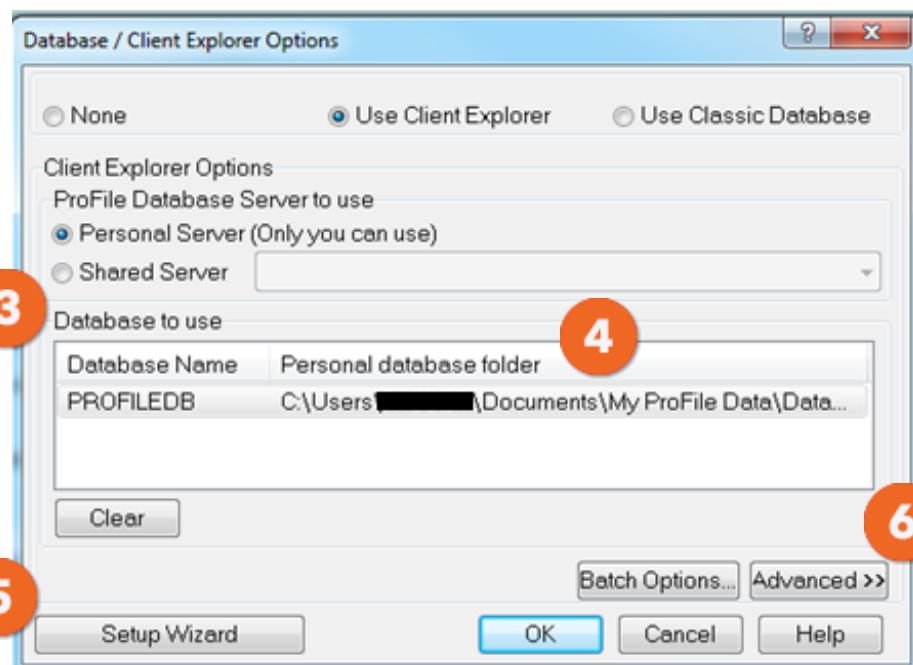 Database / Client Explorer Options
?
None Use Client Explorer Use Classic Database
Client Explorer Options
ProFile Database Server to use
Personal Server (Only you can use)
Shared Server
3
Database to use
4
Database Name Personal database folder
PROFILEDB C:\Users\ \Documents\My ProFile Data\Data...
Clear
6
Batch Options... Advanced >>
5
Setup Wizard OK Cancel Help